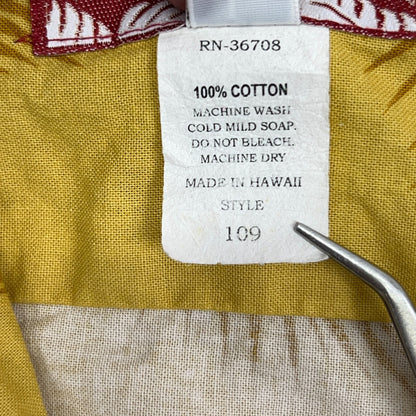 RN-36708
100% COTTON
MACHINE WASH
COLD MILD SOAP.
DO NOT BLEACH.
MACHINE DRY
MADE IN HAWAII
STYLE
109